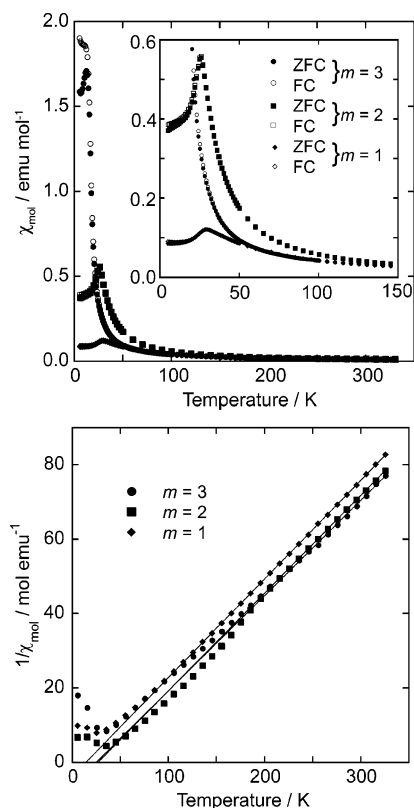 2.0
1.5
1.0
0.5
0.0
χmol / emu mol-1
0.6
0.4
0.2
0.0
ZFC
FC
}m = 3
ZFC
FC
}m = 2
ZFC
FC
}m = 1
0 50 100 150
0 100 200 300
Temperature / K
80
60
40
20
0
1/χmol / mol emu-1
m = 3
m = 2
m = 1
0 100 200 300
Temperature / K